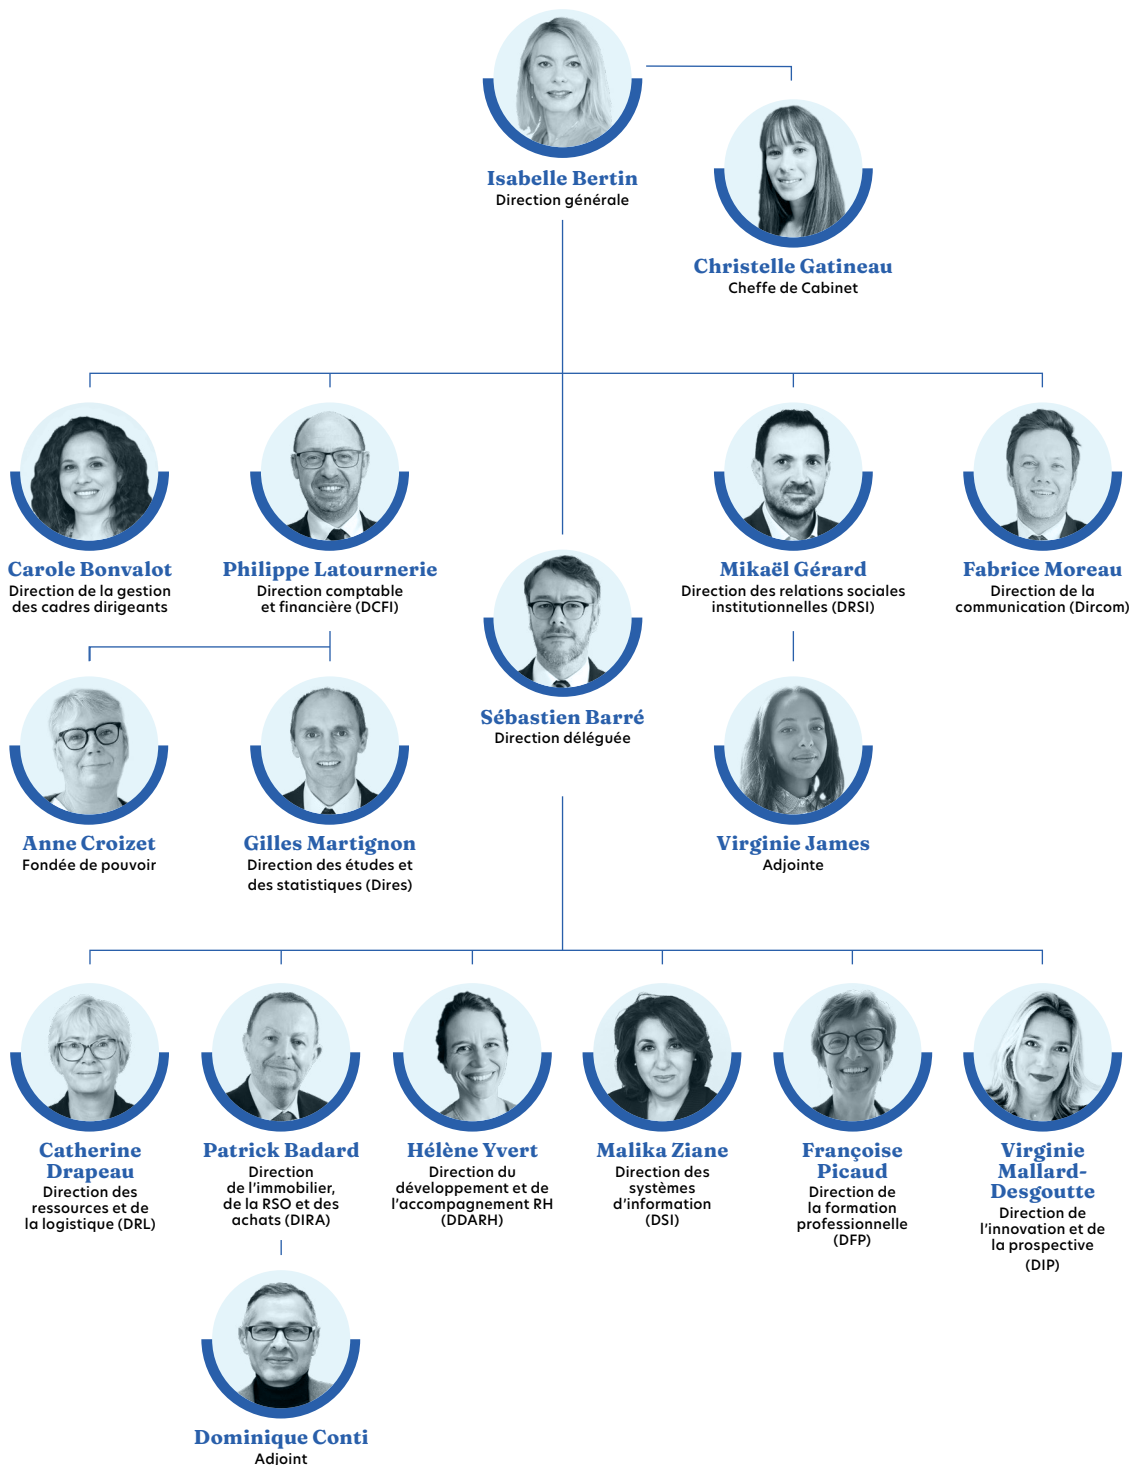 Isabelle Bertin
Direction générale
Christelle Gatineau
Cheffe de Cabinet
Carole Bonvalot
Direction de la gestion
des cadres dirigeants
Philippe Latournerie
Direction comptable
et financière (DCFI)
Mikaël Gérard
Direction des relations sociales
institutionnelles (DRSI)
Fabrice Moreau
Direction de la
communication (Dircom)
Sébastien Barré
Direction déléguée
Anne Croizet
Fondée de pouvoir
Gilles Martignon
Direction des études et
des statistiques (Dires)
Virginie James
Adjointe
Catherine
Drapeau
Direction des
ressources et de
la logistique (DRL)
Patrick Badard
Direction
de l’immobilier,
de la RSO et des
achats (DIRA)
Hélène Yvert
Direction du
développement et de
l’accompagnement RH
(DDARH)
Malika Ziane
Direction des
systèmes
d’information
(DSI)
Françoise
Picaud
Direction de
la formation
professionnelle
(DFP)
Virginie
Mallard-
Desgoutte
Direction de
l’innovation et de
la prospective
(DIP)
Dominique Conti
Adjoint